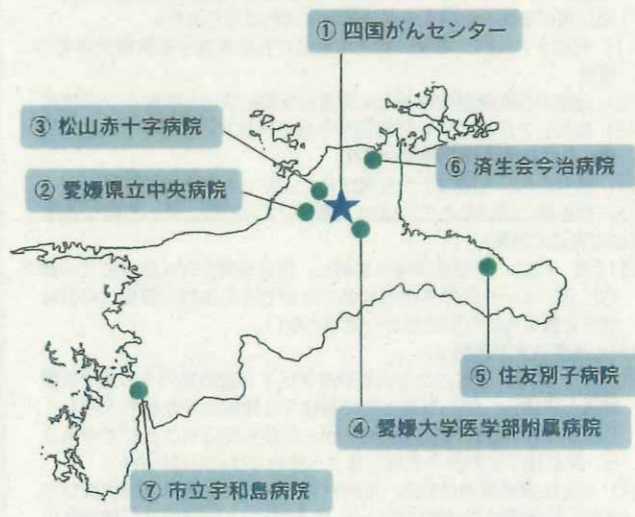 ① 四国がんセンター
③ 松山赤十字病院
⑥ 済生会今治病院
② 愛媛県立中央病院
⑤ 住友別子病院
④ 愛媛大学医学部附属病院
⑦ 市立宇和島病院